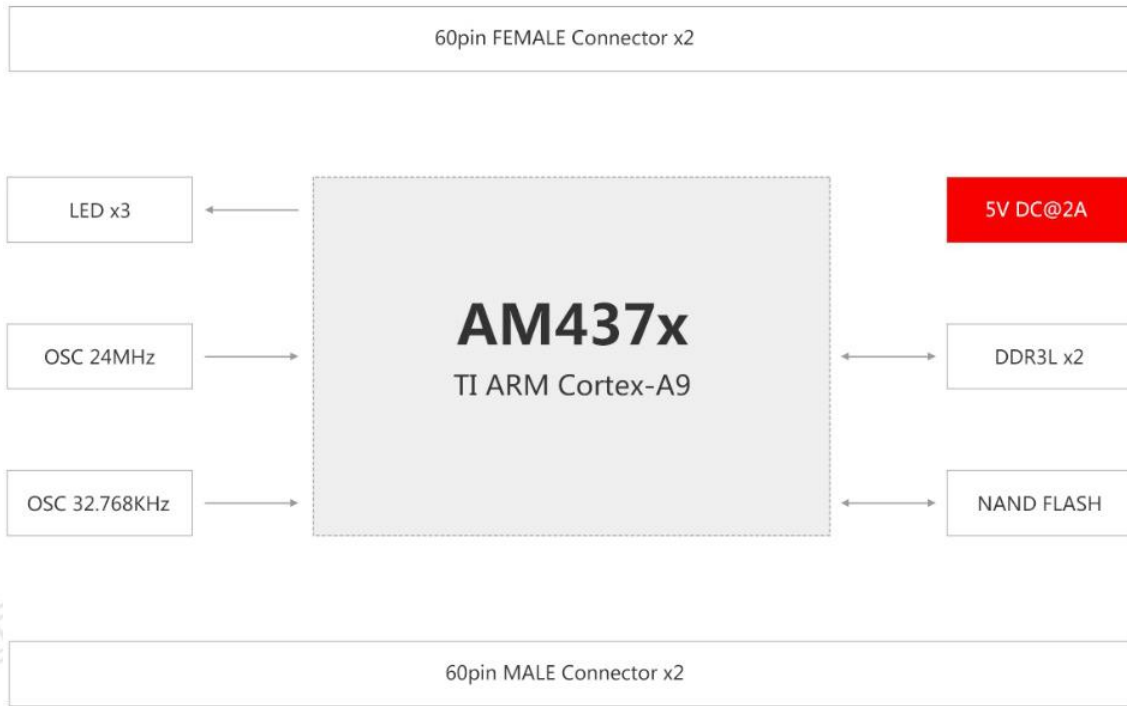 60pin FEMALE Connector x2
LED x3
5V DC@2A
AM437x
TI ARM Cortex-A9
OSC 24MHz
DDR3L x2
OSC 32.768KHz
NAND FLASH
60pin MALE Connector x2